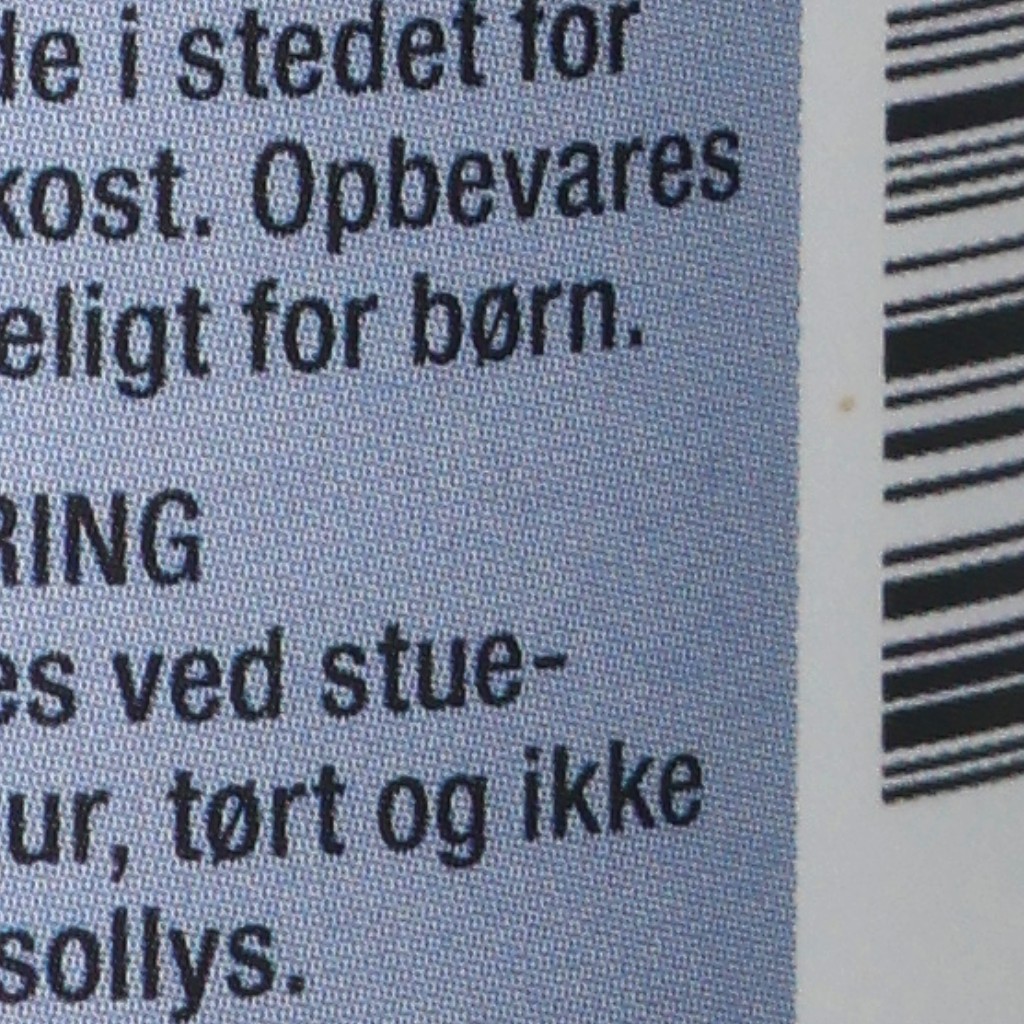 de i stedet for
kost. Opbevares
eligt for børn.
RING
es ved stue-
ur, tørt og ikke
sollys.